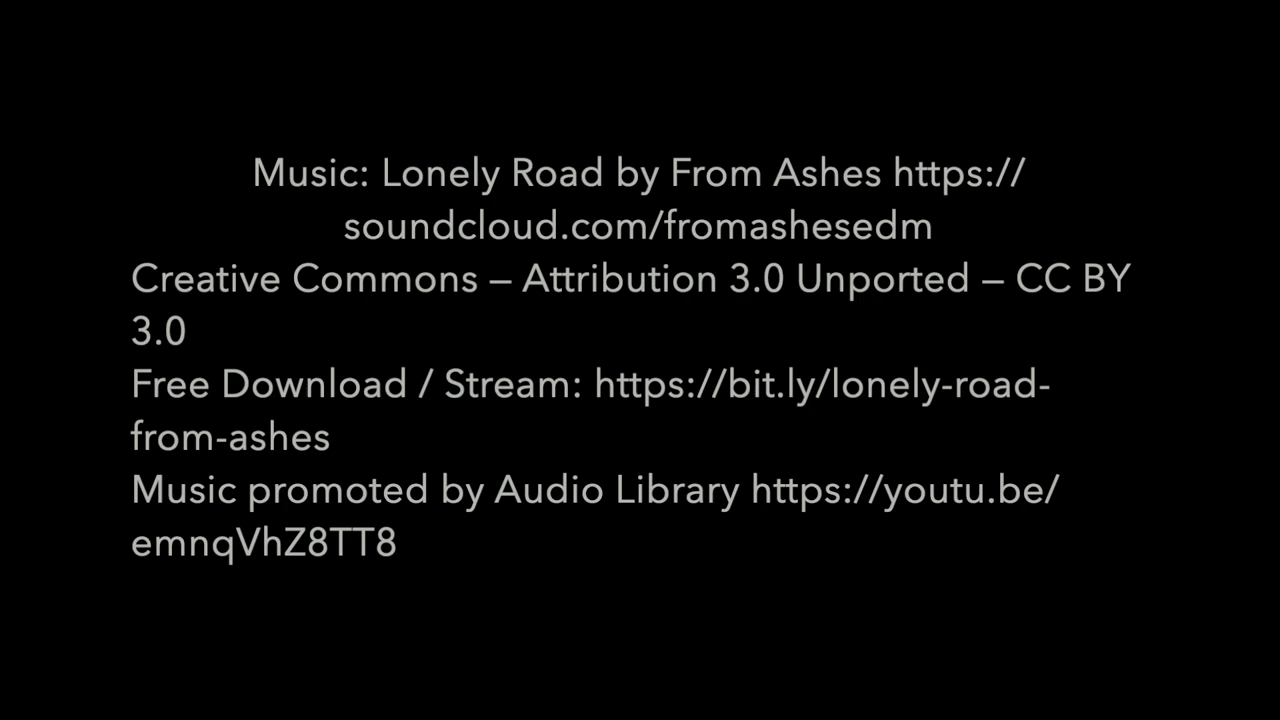 Music: Lonely Road by From Ashes https://
soundcloud.com/fromashesedm
Creative Commons – Attribution 3.0 Unported – CC BY
3.0
Free Download / Stream: https://bit.ly/lonely-road-
from-ashes
Music promoted by Audio Library https://youtu.be/
emnqVhZ8TT8